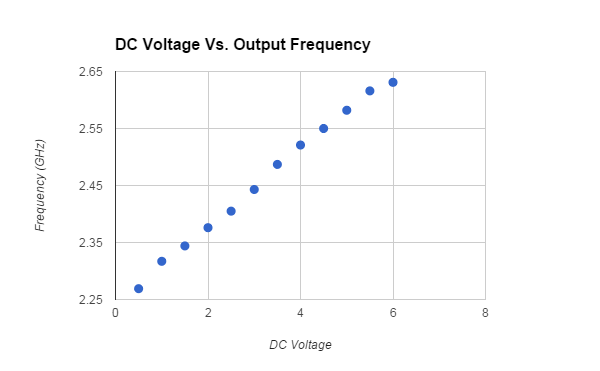 DC Voltage Vs. Output Frequency
2.65
2.55
2.45
2.35
2.25
Frequency (GHz)
0 2 4 6 8
DC Voltage